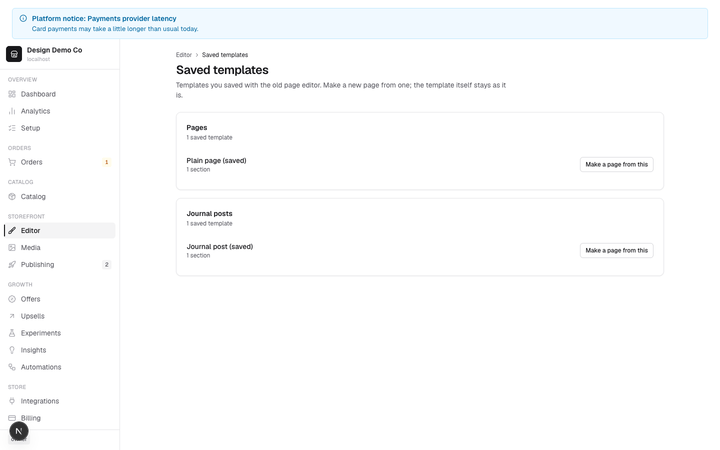 Platform notice: Payments provider latency
Card payments may take a little longer than usual today.
Design Demo Co
localhost
OVERVIEW
Dashboard
Analytics
Setup
ORDERS
Orders 1
CATALOG
Catalog
STOREFRONT
Editor
Media
Publishing 2
GROWTH
Offers
Upsells
Experiments
Insights
Automations
STORE
Integrations
Billing
N
Editor > Saved templates
Saved templates
Templates you saved with the old page editor. Make a new page from one; the template itself stays as it
is.
Pages
1 saved template
Plain page (saved)
1 section
Make a page from this
Journal posts
1 saved template
Journal post (saved)
1 section
Make a page from this